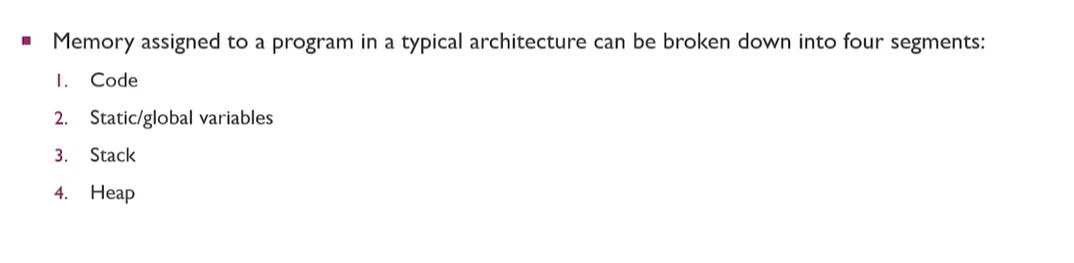 ▪ Memory assigned to a program in a typical architecture can be broken down into four segments:
1. Code
2. Static/global variables
3. Stack
4. Heap